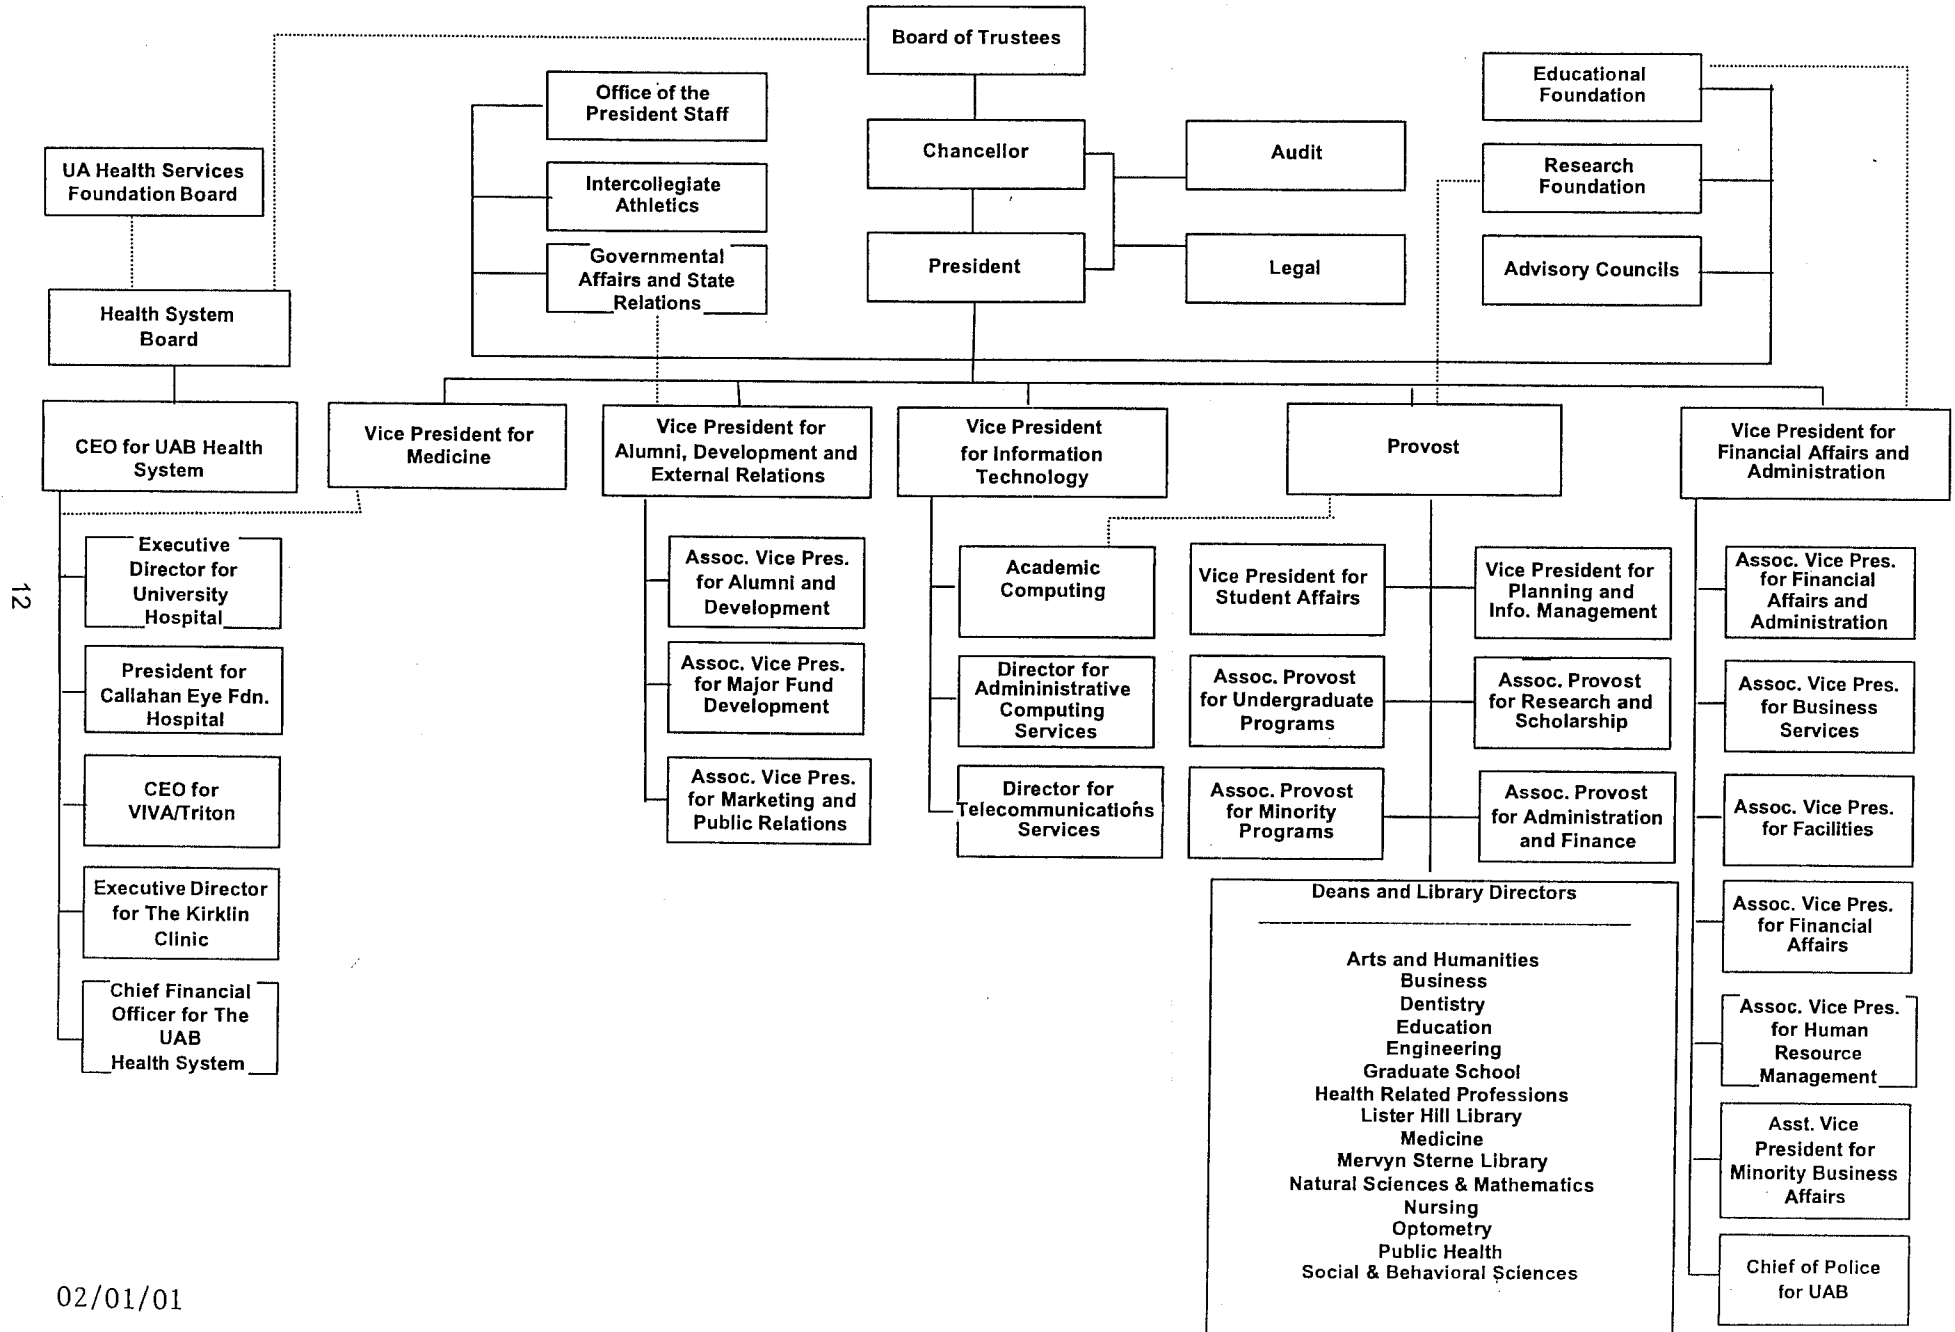 Board of Trustees
Office of the
President Staff
Educational
Foundation
UA Health Services
Foundation Board
Chancellor
Audit
Intercollegiate
Athletics
Research
Foundation
Governmental
Affairs and State
Relations
President
Legal
Advisory Councils
Health System
Board
CEO for UAB Health
System
Vice President for
Medicine
Vice President for
Alumni, Development and
External Relations
Vice President
for Information
Technology
Provost
Vice President for
Financial Affairs and
Administration
Executive
Director for
University
Hospital
President for
Callahan Eye Fdn.
Hospital
CEO for
VIVA/Triton
Executive Director
for The Kirklin
Clinic
Chief Financial
Officer for The
UAB
Health System
Assoc. Vice Pres.
for Alumni and
Development
Assoc. Vice Pres.
for Major Fund
Development
Assoc. Vice Pres.
for Marketing and
Public Relations
Academic
Computing
Director for
Admininistrative
Computing
Services
Director for
Telecommunications
Services
Vice President for
Student Affairs
Vice President for
Planning and
Info. Management
Assoc. Provost
for Undergraduate
Programs
Assoc. Provost
for Research and
Scholarship
Assoc. Provost
for Minority
Programs
Assoc. Provost
for Administration
and Finance
Deans and Library Directors
Arts and Humanities
Business
Dentistry
Education
Engineering
Graduate School
Health Related Professions
Lister Hill Library
Medicine
Mervyn Sterne Library
Natural Sciences & Mathematics
Nursing
Optometry
Public Health
Social & Behavioral Sciences
Assoc. Vice Pres.
for Financial
Affairs and
Administration
Assoc. Vice Pres.
for Business
Services
Assoc. Vice Pres.
for Facilities
Assoc. Vice Pres.
for Financial
Affairs
Assoc. Vice Pres.
for Human
Resource
Management
Asst. Vice
President for
Minority Business
Affairs
Chief of Police
for UAB
12
02/01/01